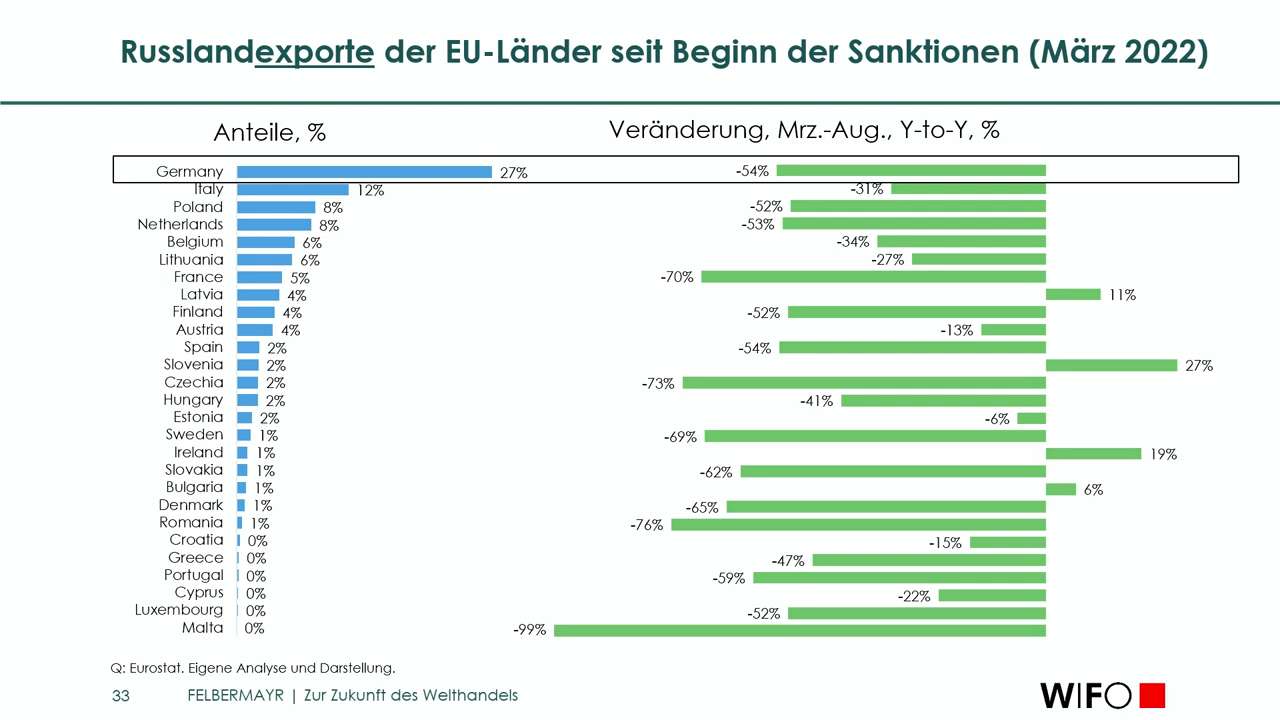 Russlandexporte der EU-Länder seit Beginn der Sanktionen (März 2022)
Anteile, %
Veränderung, Mrz.-Aug., Y-to-Y, %
Germany 27% -54%
Italy 12% -31%
Poland 8% -52%
Netherlands 8% -53%
Belgium 6% -34%
Lithuania 6% -27%
France 5% -70%
Latvia 4% 11%
Finland 4% -52%
Austria 4% -13%
Spain 2% -54%
Slovenia 2% 27%
Czechia 2% -73%
Hungary 2% -41%
Estonia 2% -6%
Sweden 1% -69%
Ireland 1% 19%
Slovakia 1% -62%
Bulgaria 1% 6%
Denmark 1% -65%
Romania 1% -76%
Croatia 0% -15%
Greece 0% -47%
Portugal 0% -59%
Cyprus 0% -22%
Luxembourg 0% -52%
Malta 0% -99%
Q: Eurostat. Eigene Analyse und Darstellung.
33 FELBERMAYR | Zur Zukunft des Welthandels
WIFO